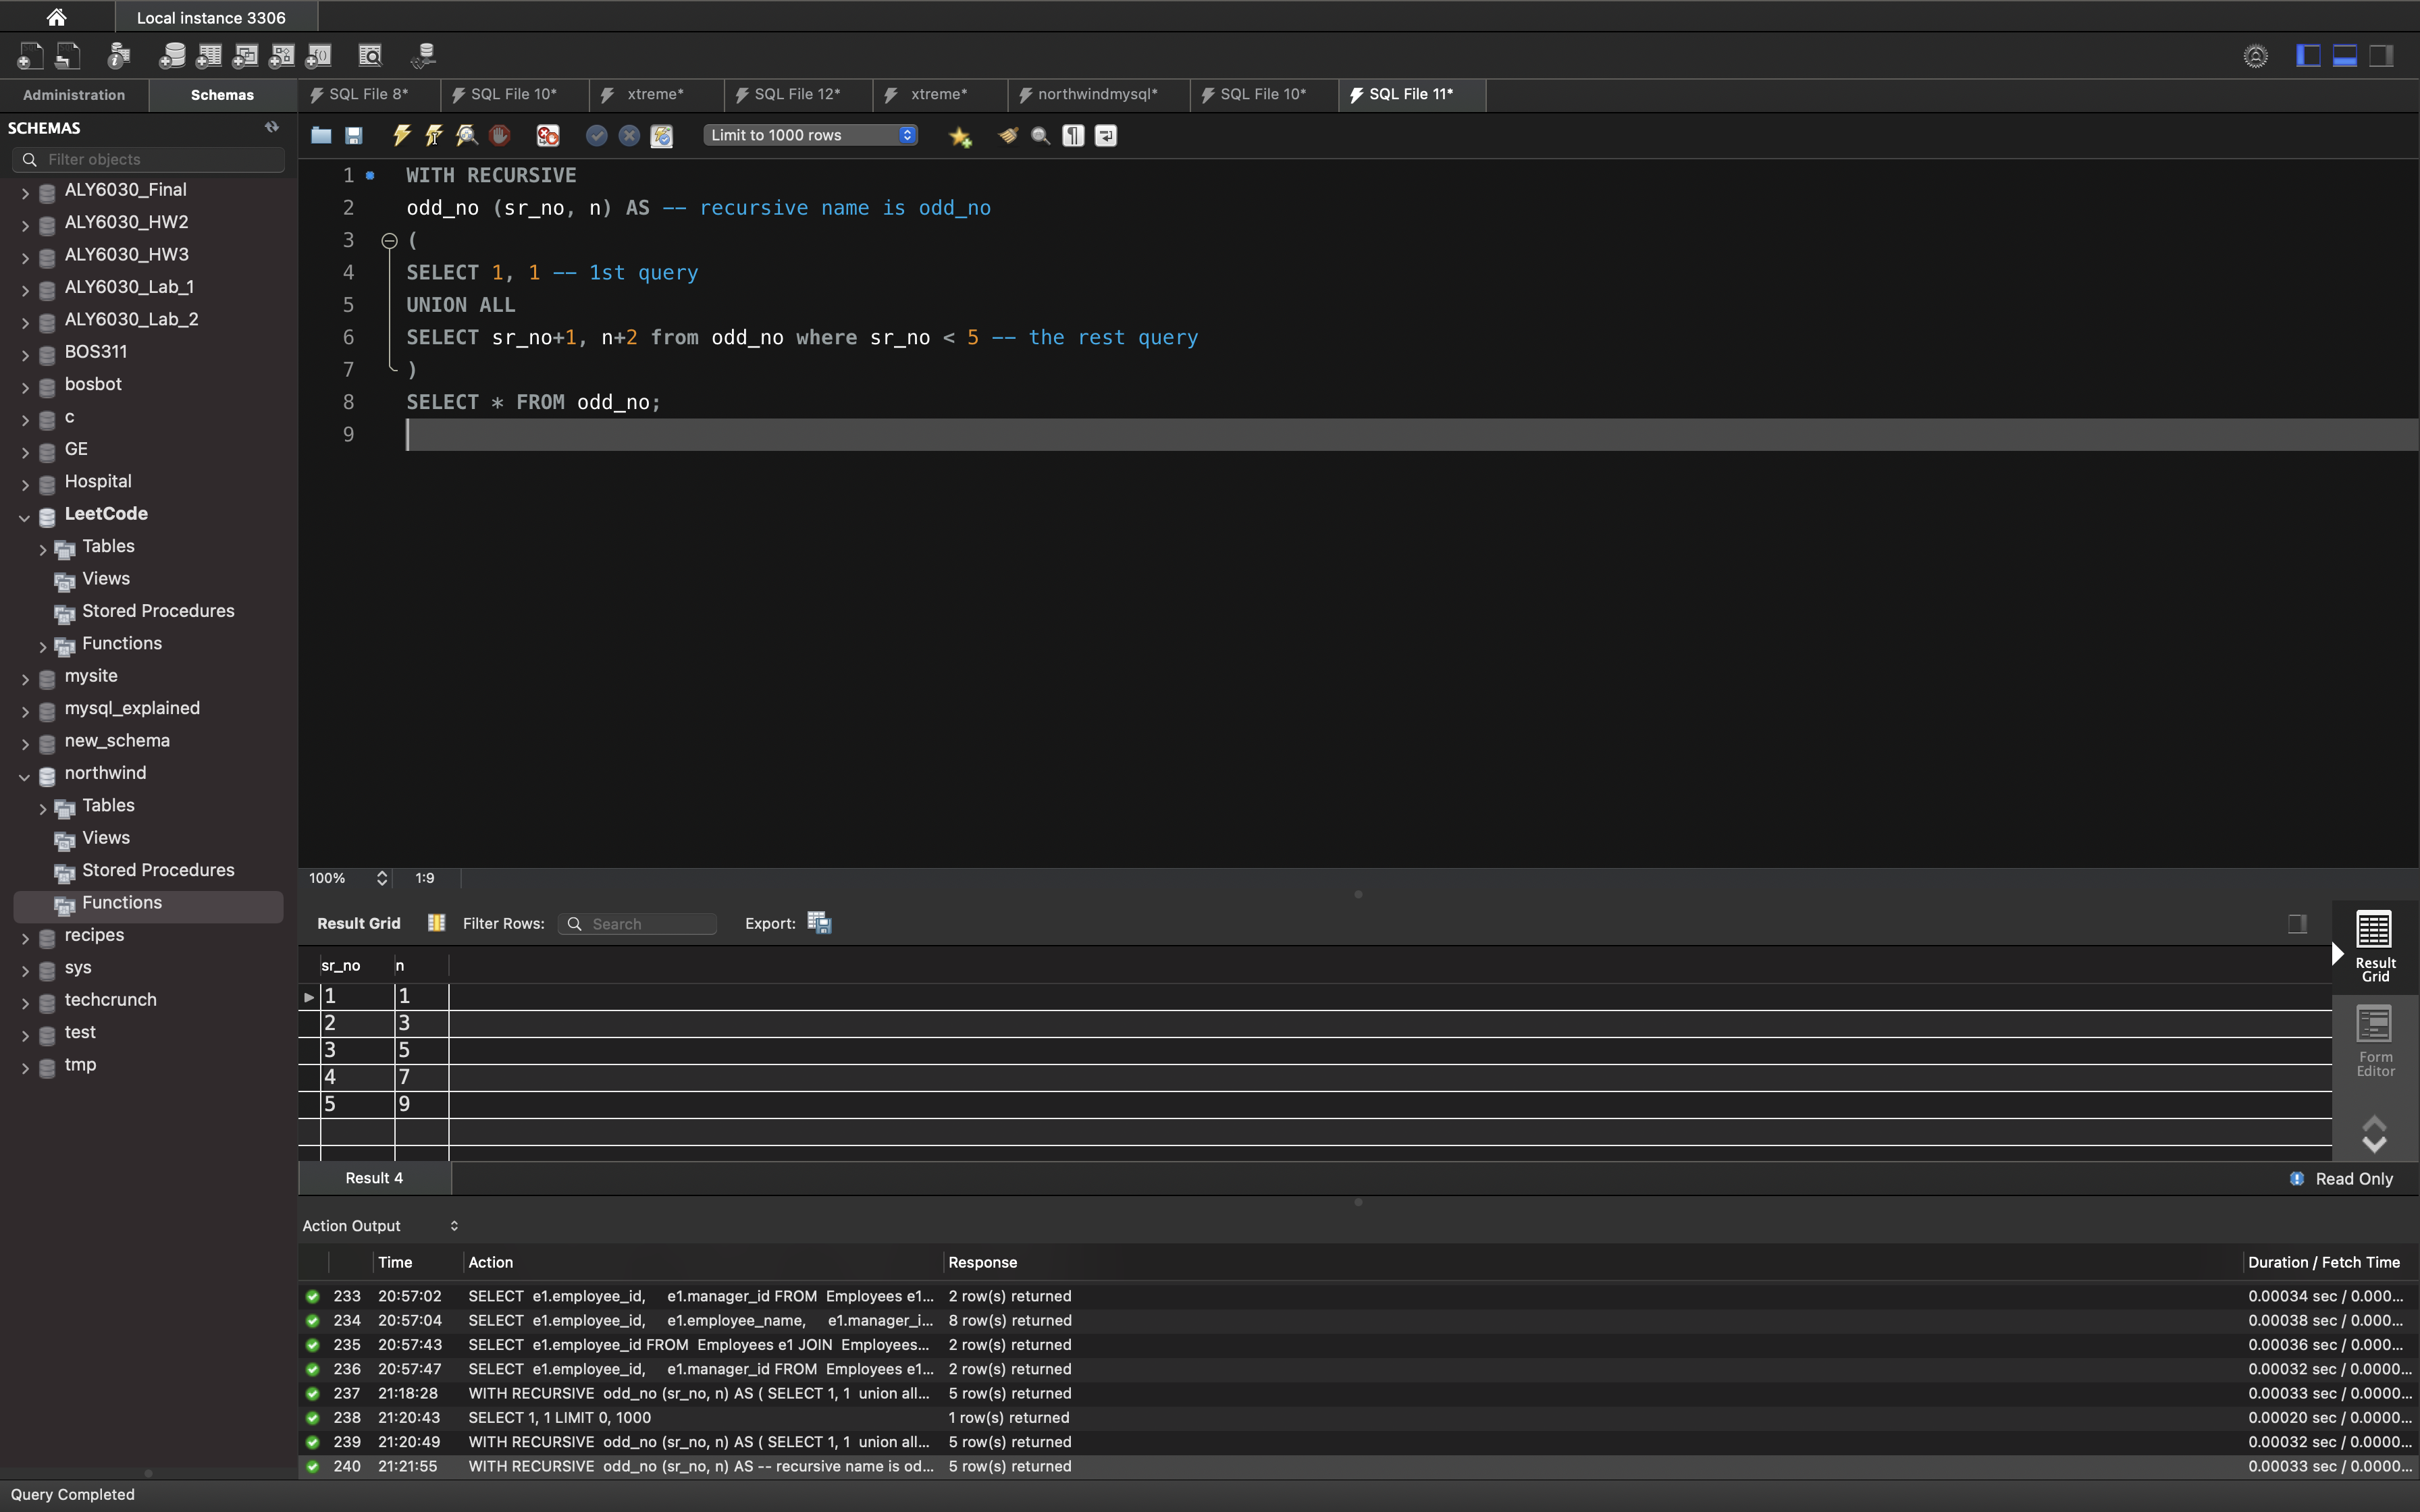 Local instance 3306
Administration Schemas SQL File 8* SQL File 10* xtreme* SQL File 12* xtreme* northwindmysql* SQL File 10* SQL File 11*
SCHEMAS
Limit to 1000 rows
Filter objects
ALY6030_Final
ALY6030_HW2
ALY6030_HW3
ALY6030_Lab_1
ALY6030_Lab_2
BOS311
bosbot
c
GE
Hospital
LeetCode
Tables
Views
Stored Procedures
Functions
mysite
mysql_explained
new_schema
northwind
Tables
Views
Stored Procedures
Functions
recipes
sys
techcrunch
test
tmp
1 WITH RECURSIVE
2 odd_no (sr_no, n) AS -- recursive name is odd_no
3 (
4 SELECT 1, 1 -- 1st query
5 UNION ALL
6 SELECT sr_no+1, n+2 from odd_no where sr_no < 5 -- the rest query
7 )
8 SELECT * FROM odd_no;
9
100% 1:9
Result Grid Filter Rows: Search Export:
sr_no n
1 1
2 3
3 5
4 7
5 9
Result Grid
Form Editor
Result 4 Read Only
Action Output
Time Action Response Duration / Fetch Time
233 20:57:02 SELECT e1.employee_id, e1.manager_id FROM Employees e1... 2 row(s) returned 0.00034 sec / 0.000...
234 20:57:04 SELECT e1.employee_id, e1.employee_name, e1.manager_i... 8 row(s) returned 0.00038 sec / 0.000...
235 20:57:43 SELECT e1.employee_id FROM Employees e1 JOIN Employees... 2 row(s) returned 0.00036 sec / 0.000...
236 20:57:47 SELECT e1.employee_id, e1.manager_id FROM Employees e1... 2 row(s) returned 0.00032 sec / 0.0000...
237 21:18:28 WITH RECURSIVE odd_no (sr_no, n) AS ( SELECT 1, 1 union all... 5 row(s) returned 0.00033 sec / 0.0000...
238 21:20:43 SELECT 1, 1 LIMIT 0, 1000 1 row(s) returned 0.00020 sec / 0.0000...
239 21:20:49 WITH RECURSIVE odd_no (sr_no, n) AS ( SELECT 1, 1 union all... 5 row(s) returned 0.00032 sec / 0.0000...
240 21:21:55 WITH RECURSIVE odd_no (sr_no, n) AS -- recursive name is od... 5 row(s) returned 0.00033 sec / 0.0000...
Query Completed